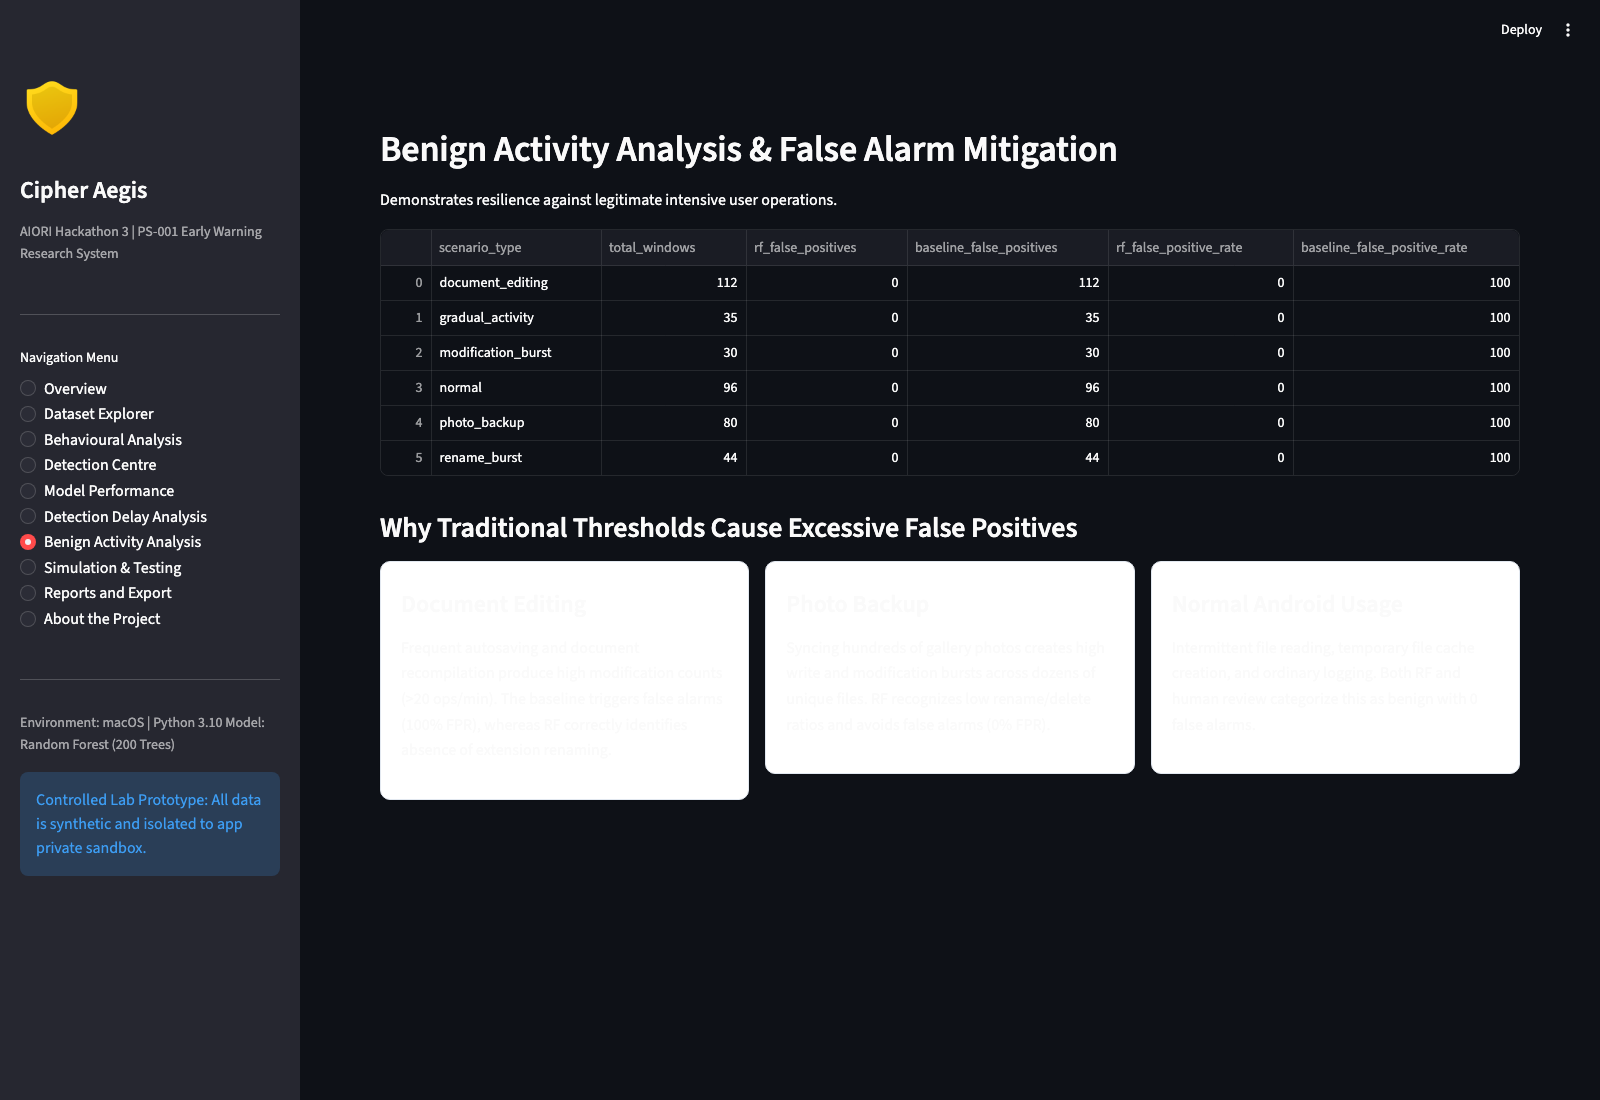 Deploy
Cipher Aegis
AIORI Hackathon 3 | PS-001 Early Warning
Research System
Navigation Menu
Overview
Dataset Explorer
Behavioural Analysis
Detection Centre
Model Performance
Detection Delay Analysis
Benign Activity Analysis
Simulation & Testing
Reports and Export
About the Project
Environment: macOS | Python 3.10 Model:
Random Forest (200 Trees)
Controlled Lab Prototype: All data
is synthetic and isolated to app
private sandbox.
Benign Activity Analysis & False Alarm Mitigation
Demonstrates resilience against legitimate intensive user operations.
scenario_type total_windows rf_false_positives baseline_false_positives rf_false_positive_rate baseline_false_positive_rate
0 document_editing 112 0 112 0 100
1 gradual_activity 35 0 35 0 100
2 modification_burst 30 0 30 0 100
3 normal 96 0 96 0 100
4 photo_backup 80 0 80 0 100
5 rename_burst 44 0 44 0 100
Why Traditional Thresholds Cause Excessive False Positives
Document Editing
Frequent autosaving and document
recompilation produce high modification counts
(>20 ops/min). The baseline triggers false alarms
(100% FPR), whereas RF correctly identifies
absence of extension renaming.
Photo Backup
Syncing hundreds of gallery photos creates high
write and modification bursts across dozens of
unique files. RF recognizes low rename/delete
ratios and avoids false alarms (0% FPR).
Normal Android Usage
Intermittent file reading, temporary file cache
creation, and ordinary logging. Both RF and
human review categorize this as benign with 0
false alarms.